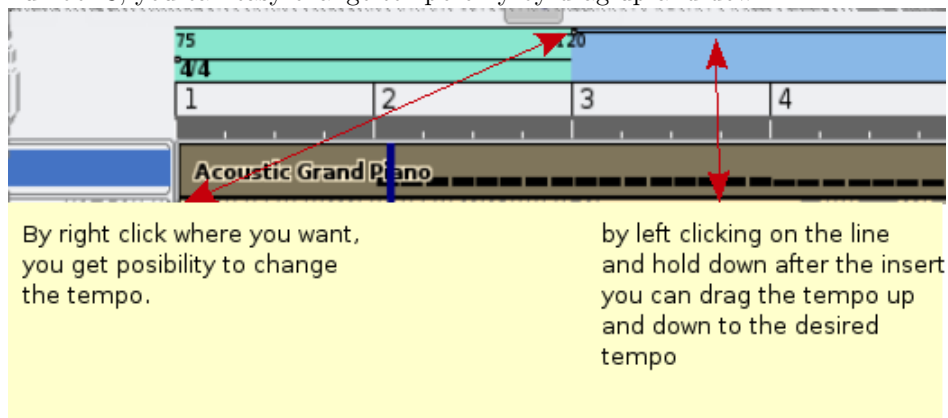 75
120
4/4
1 2 3 4
Acoustic Grand Piano
By right click where you want,
you get posibility to change
the tempo.
by left clicking on the line
and hold down after the insert
you can drag the tempo up
and down to the desired
tempo